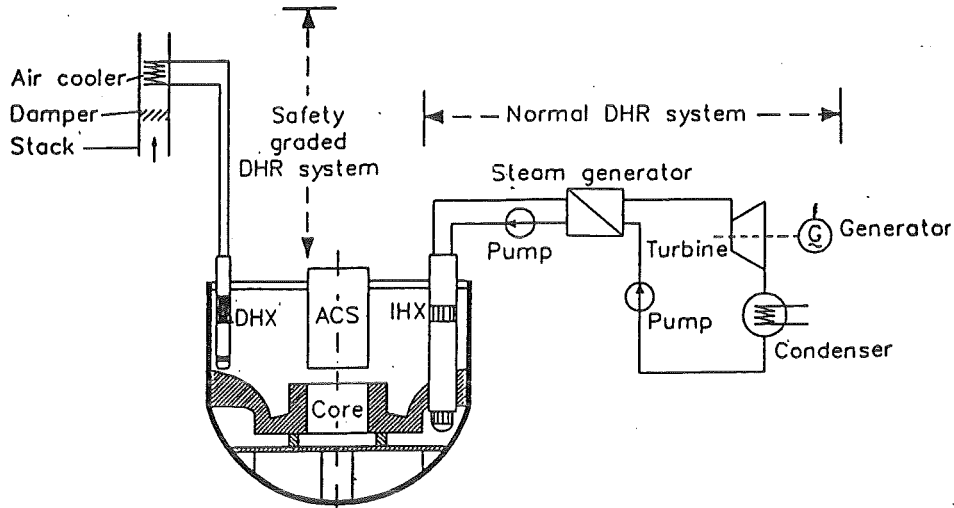 Air cooler
Damper
Stack
Safety
graded
DHR system
Normal DHR system
Steam generator
Pump
Turbine
G
Generator
Pump
Condenser
DHX
ACS
IHX
Core